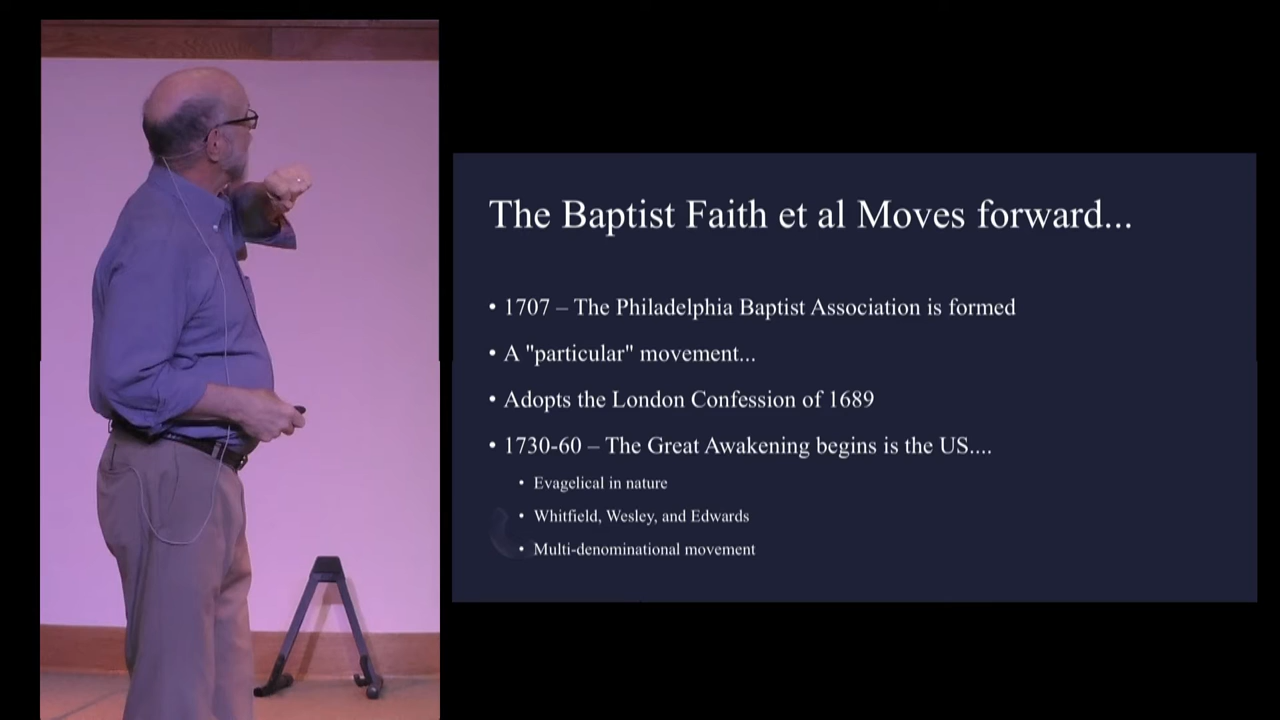 The Baptist Faith et al Moves forward...
• 1707 – The Philadelphia Baptist Association is formed
• A "particular" movement...
• Adopts the London Confession of 1689
• 1730-60 – The Great Awakening begins is the US....
• Evagelical in nature
• Whitfield, Wesley, and Edwards
• Multi-denominational movement